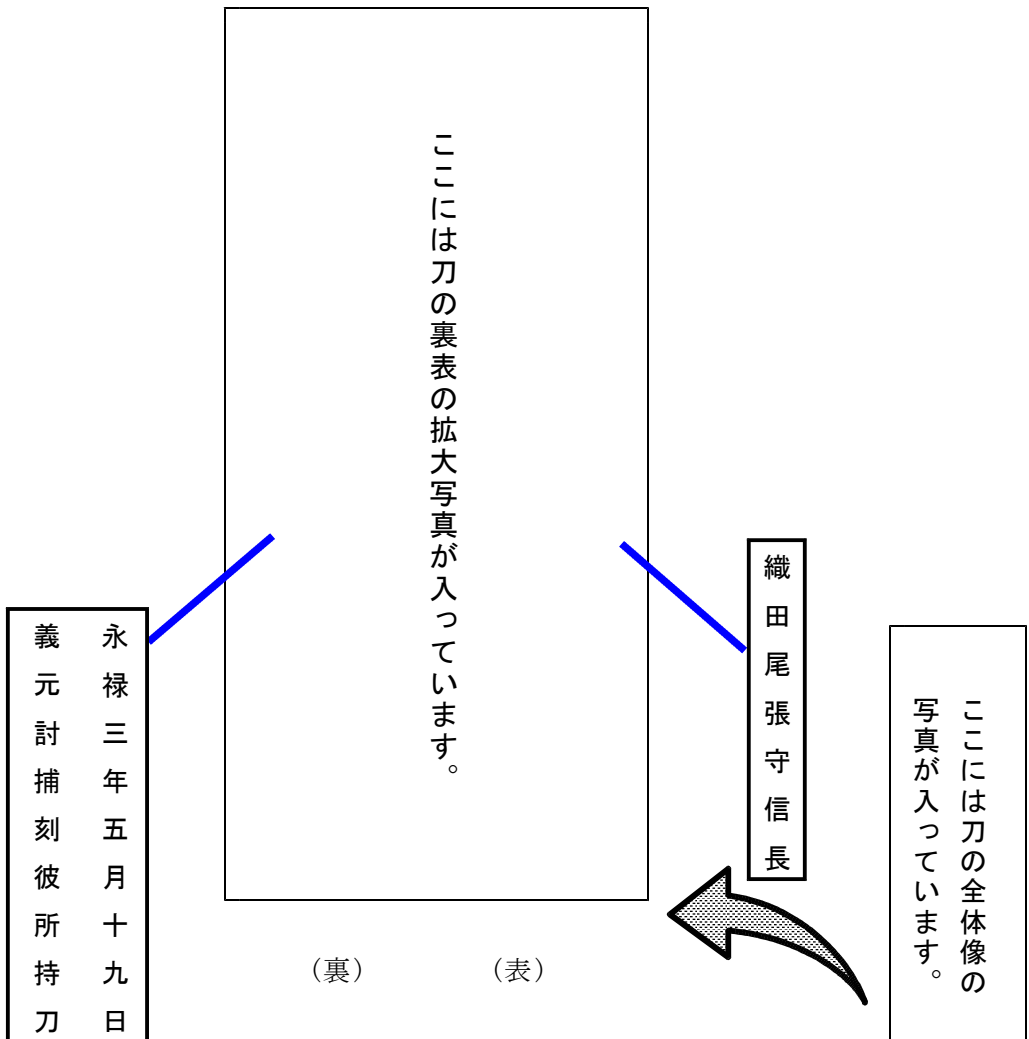 ここには刀の裏表の拡大写真が入っています。
織田尾張守信長
ここには刀の全体像の
写真が入っています。
永禄三年五月十九日
義元討捕刻彼所持刀
（裏）
（表）